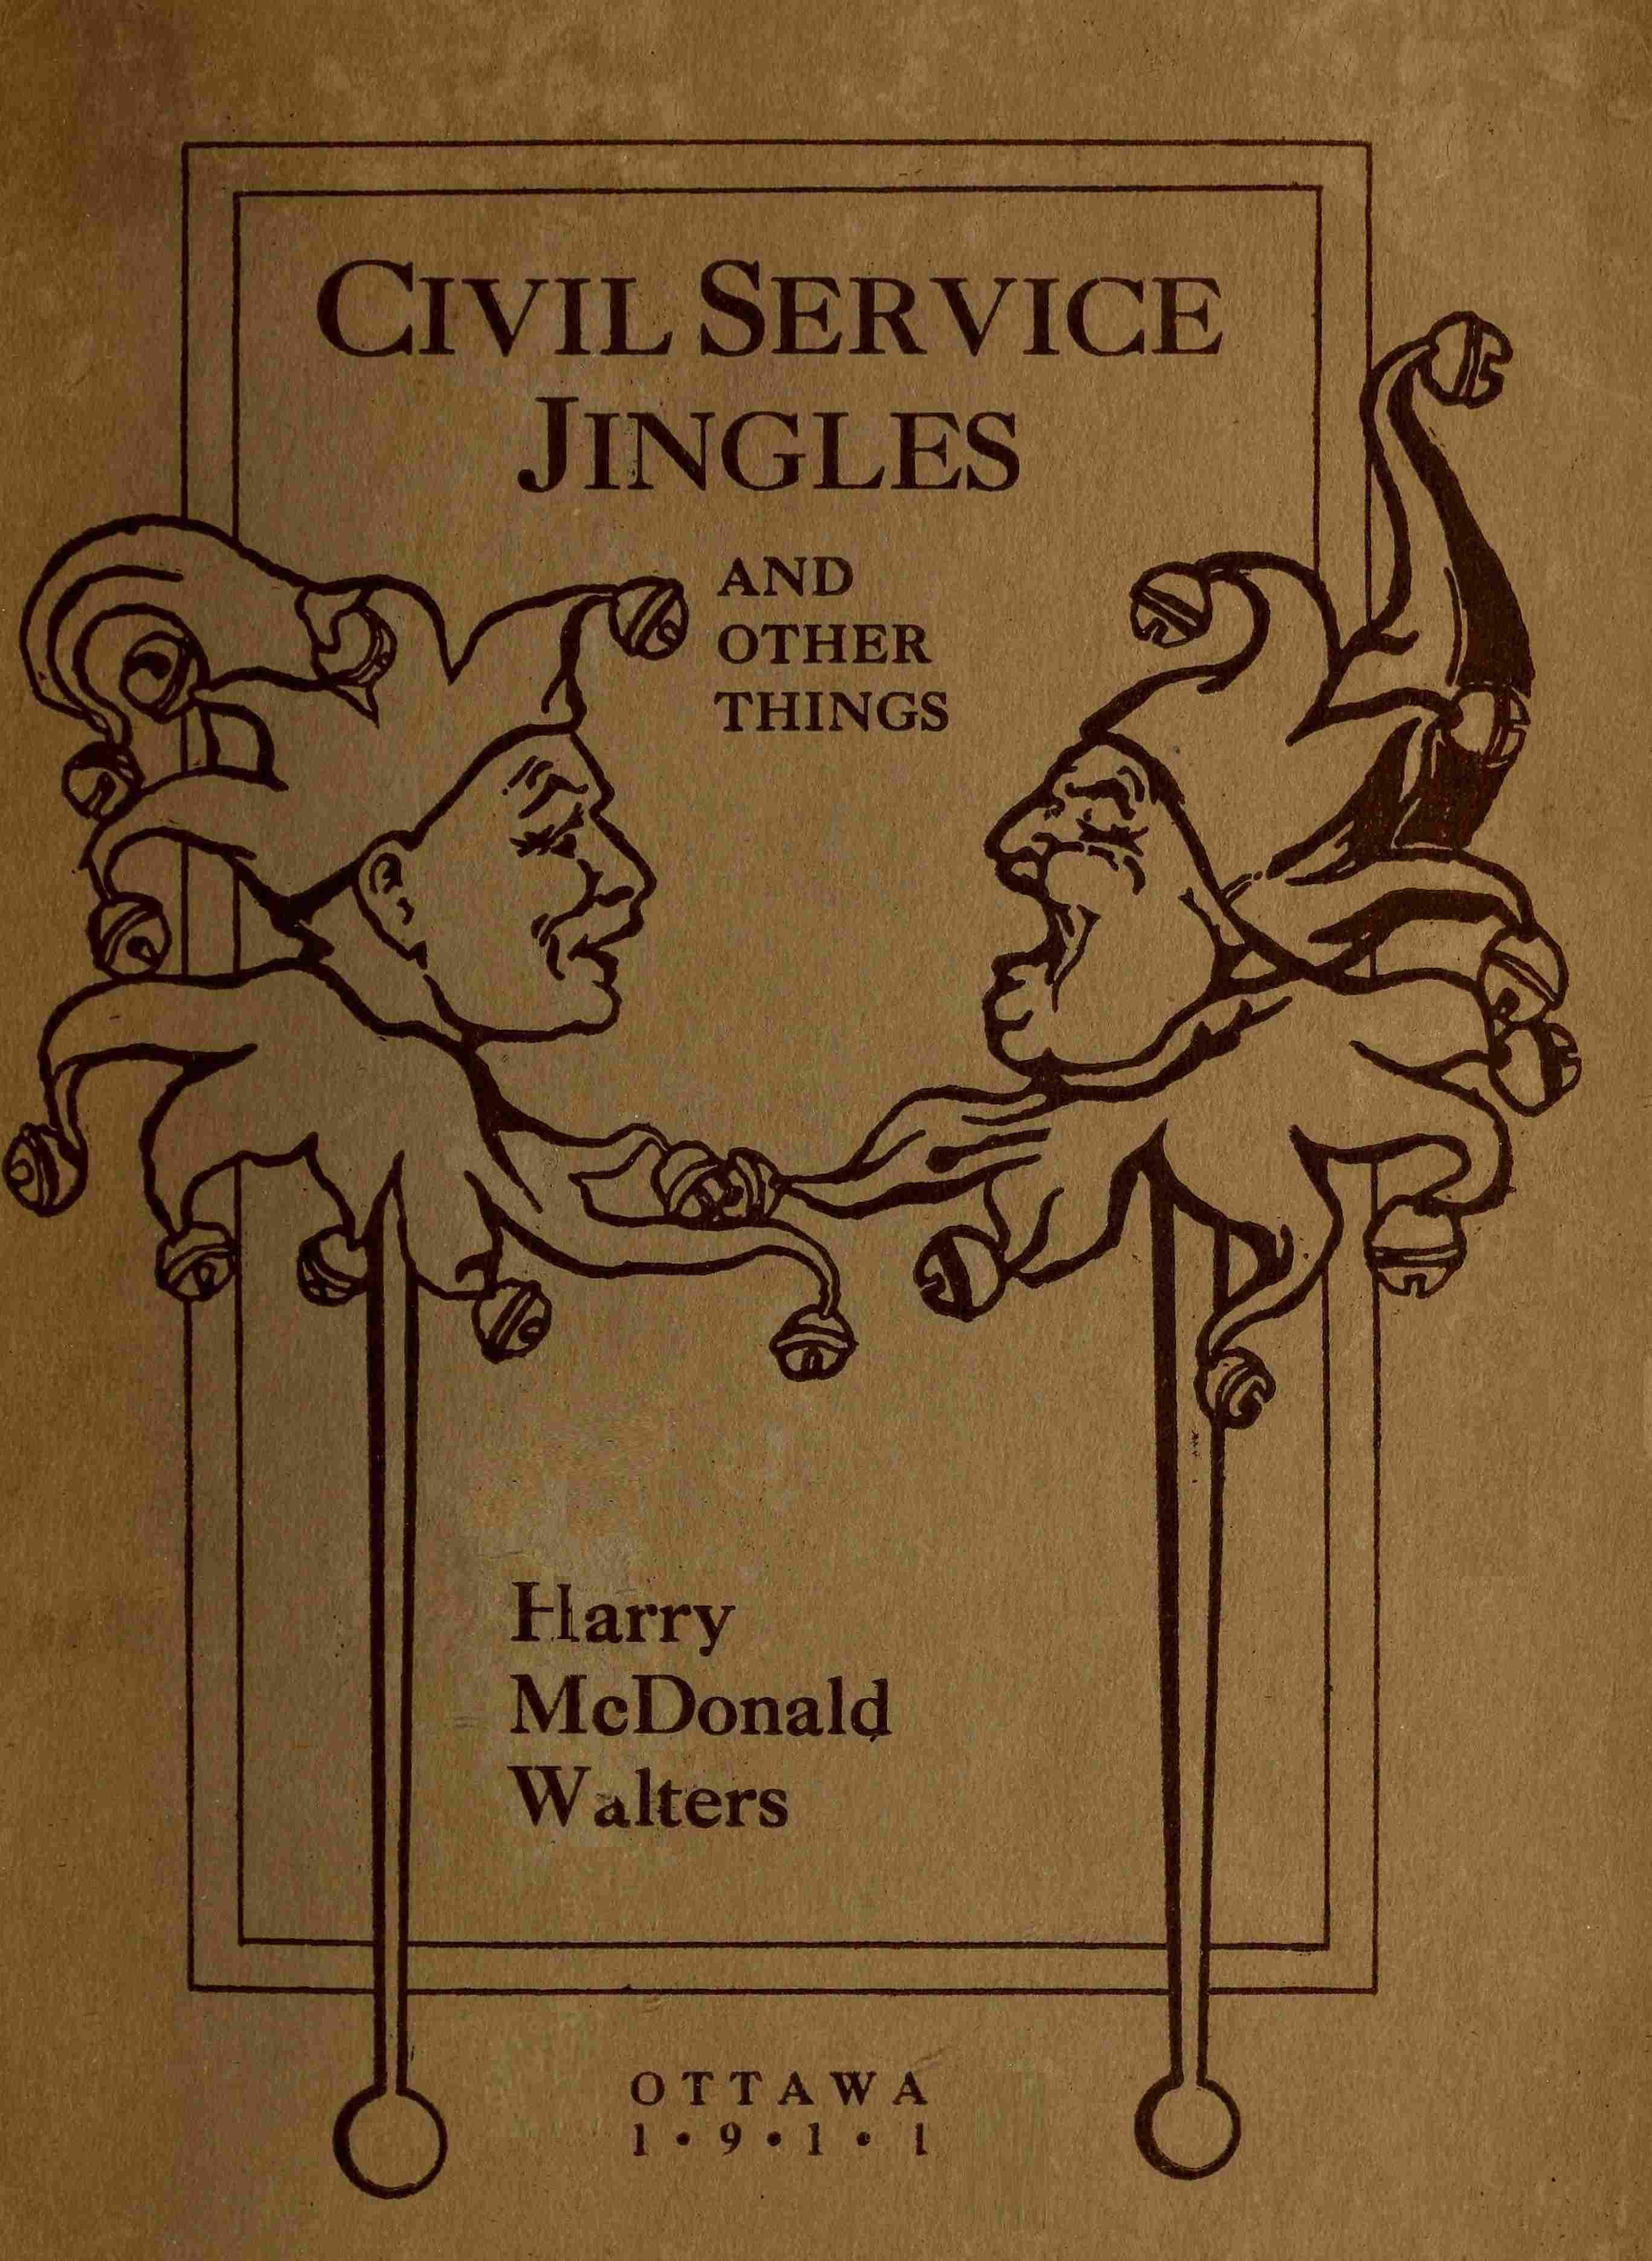 CIVIL SERVICE
JINGLES
AND
OTHER
THINGS
Harry
McDonald
Walters
OTTAWA
1•9•1•1